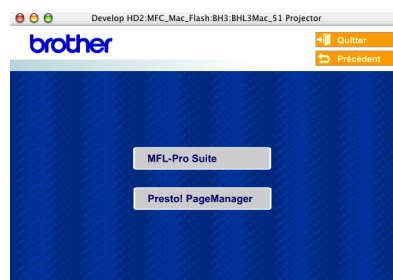 Develop HD2:MFC_Mac_Flash:BH3:BHL3Mac_51 Projector
brother
Quitter
Précédent
MFL-Pro Suite
Presto! PageManager